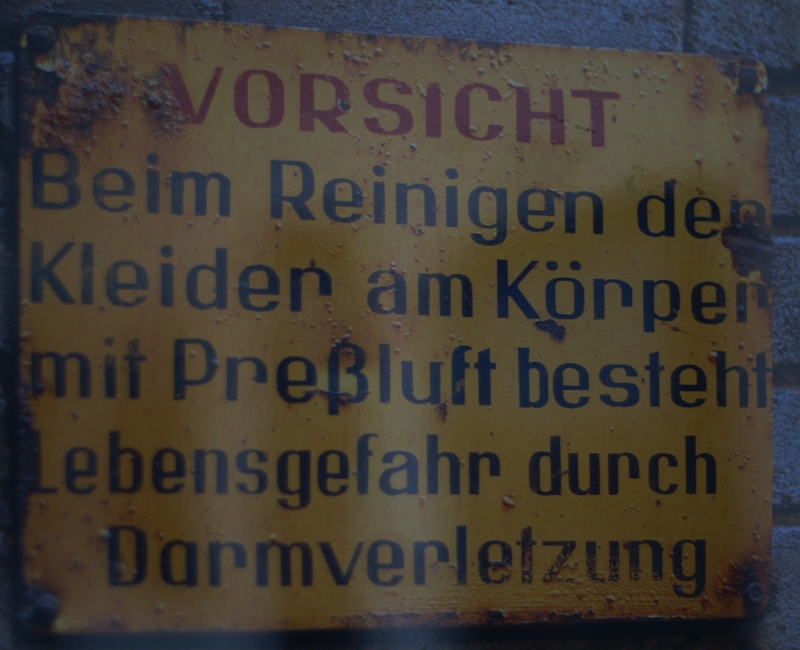 VORSICHT
Beim Reinigen der
Kleider am Körper
mit Preßluft besteht
Lebensgefahr durch
Darmverletzung